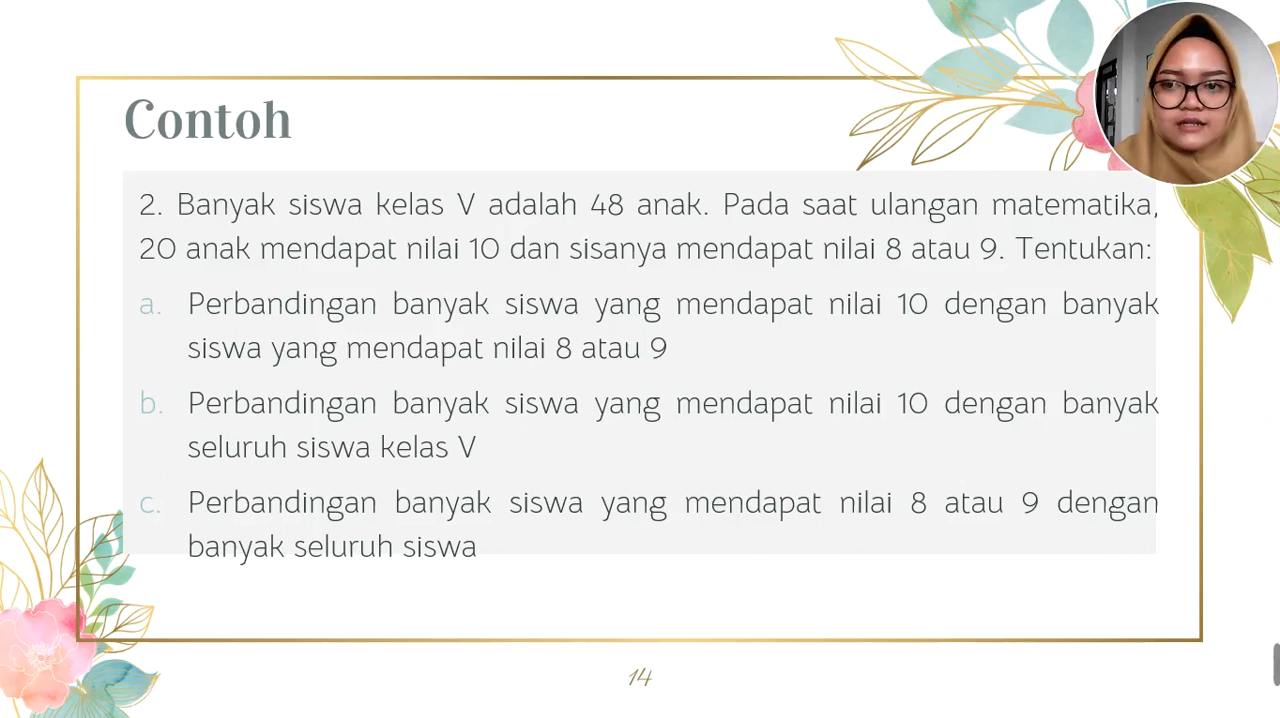 Contoh
2. Banyak siswa kelas V adalah 48 anak. Pada saat ulangan matematika,
20 anak mendapat nilai 10 dan sisanya mendapat nilai 8 atau 9. Tentukan:
a. Perbandingan banyak siswa yang mendapat nilai 10 dengan banyak
siswa yang mendapat nilai 8 atau 9
b. Perbandingan banyak siswa yang mendapat nilai 10 dengan banyak
seluruh siswa kelas V
c. Perbandingan banyak siswa yang mendapat nilai 8 atau 9 dengan
banyak seluruh siswa
14